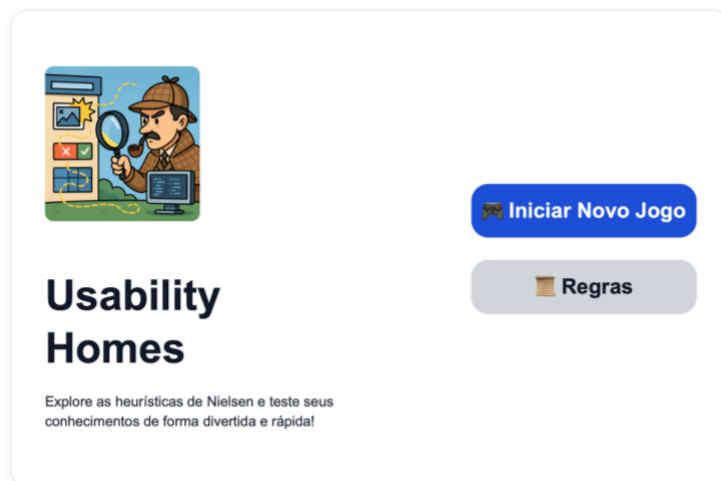 Usability
Homes
Explore as heurísticas de Nielsen e teste seus
conhecimentos de forma divertida e rápida!
🎮 Iniciar Novo Jogo
📜 Regras